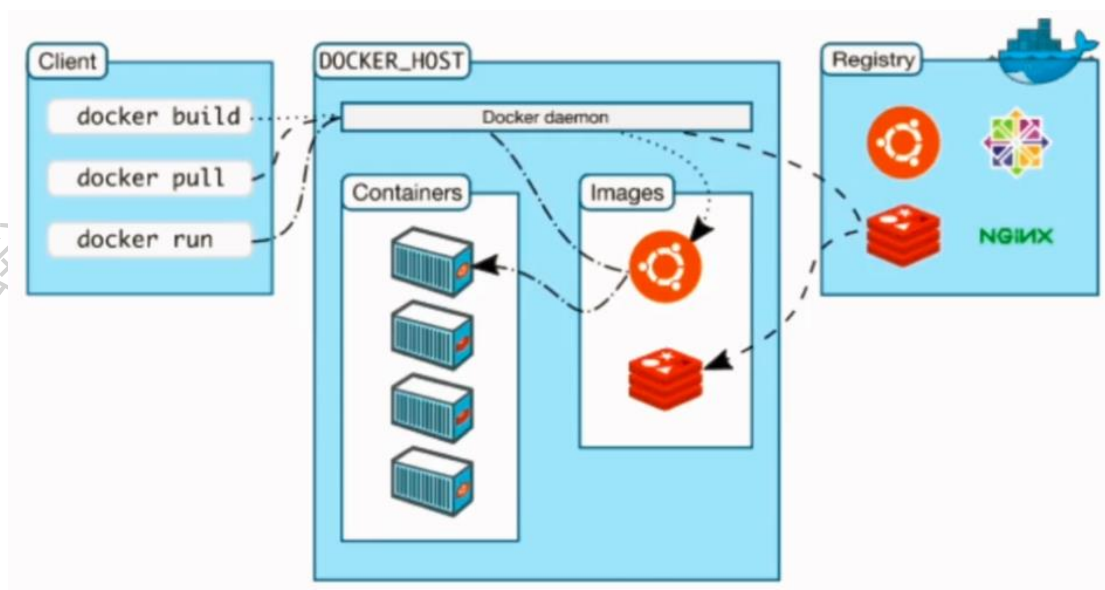 Client
docker build
docker pull
docker run
DOCKER_HOST
Docker daemon
Containers
Images
Registry
NGINX